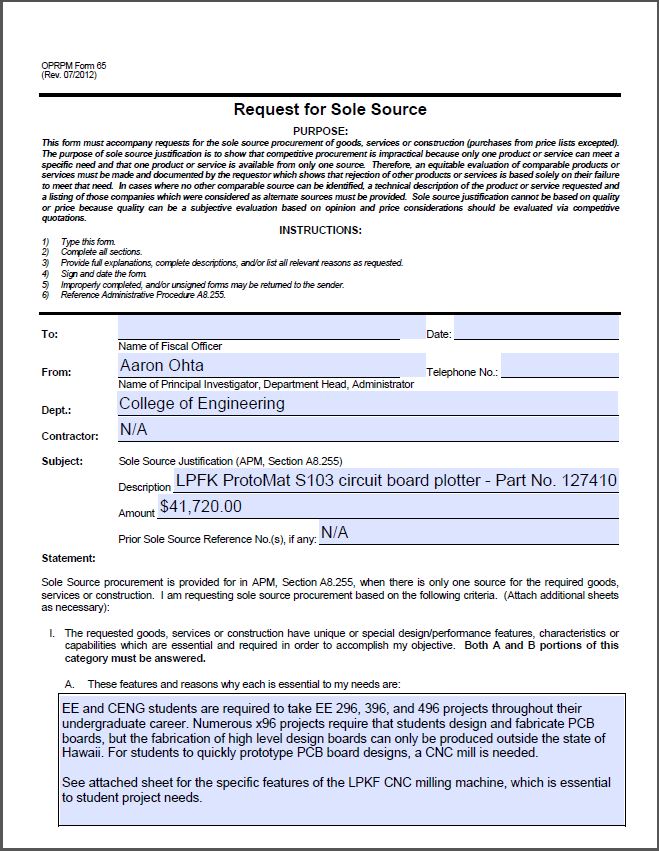 OPRPM Form 65
(Rev. 07/2012)
Request for Sole Source
PURPOSE:
This form must accompany requests for the sole source procurement of goods, services or construction (purchases from price lists excepted).
The purpose of sole source justification is to show that competitive procurement is impractical because only one product or service can meet a
specific need and that one product or service is available from only one source. Therefore, an equitable evaluation of comparable products or
services must be made and documented by the requestor which shows that rejection of other products or services is based solely on their failure
to meet that need. In cases where no other comparable source can be identified, a technical description of the product or service requested and
a listing of those companies which were considered as alternate sources must be provided. Sole source justification cannot be based on quality
or price because quality can be a subjective evaluation based on opinion and price considerations should be evaluated via competitive
quotations.
INSTRUCTIONS:
1) Type this form.
2) Complete all sections.
3) Provide full explanations, complete descriptions, and/or list all relevant reasons as requested.
4) Sign and date the form.
5) Improperly completed, and/or unsigned forms may be returned to the sender.
6) Reference Administrative Procedure A8.255.
To: Date:
Name of Fiscal Officer
From: Aaron Ohta Telephone No.:
Name of Principal Investigator, Department Head, Administrator
Dept.: College of Engineering
Contractor: N/A
Subject: Sole Source Justification (APM, Section A8.255)
Description LPFK ProtoMat S103 circuit board plotter - Part No. 127410
Amount $41,720.00
Prior Sole Source Reference No.(s), if any: N/A
Statement:
Sole Source procurement is provided for in APM, Section A8.255, when there is only one source for the required goods,
services or construction. I am requesting sole source procurement based on the following criteria. (Attach additional sheets
as necessary):
I. The requested goods, services or construction have unique or special design/performance features, characteristics or
capabilities which are essential and required in order to accomplish my objective. Both A and B portions of this
category must be answered.
A. These features and reasons why each is essential to my needs are:
EE and CENG students are required to take EE 296, 396, and 496 projects throughout their
undergraduate career. Numerous x96 projects require that students design and fabricate PCB
boards, but the fabrication of high level design boards can only be produced outside the state of
Hawaii. For students to quickly prototype PCB board designs, a CNC mill is needed.
See attached sheet for the specific features of the LPKF CNC milling machine, which is essential
to student project needs.